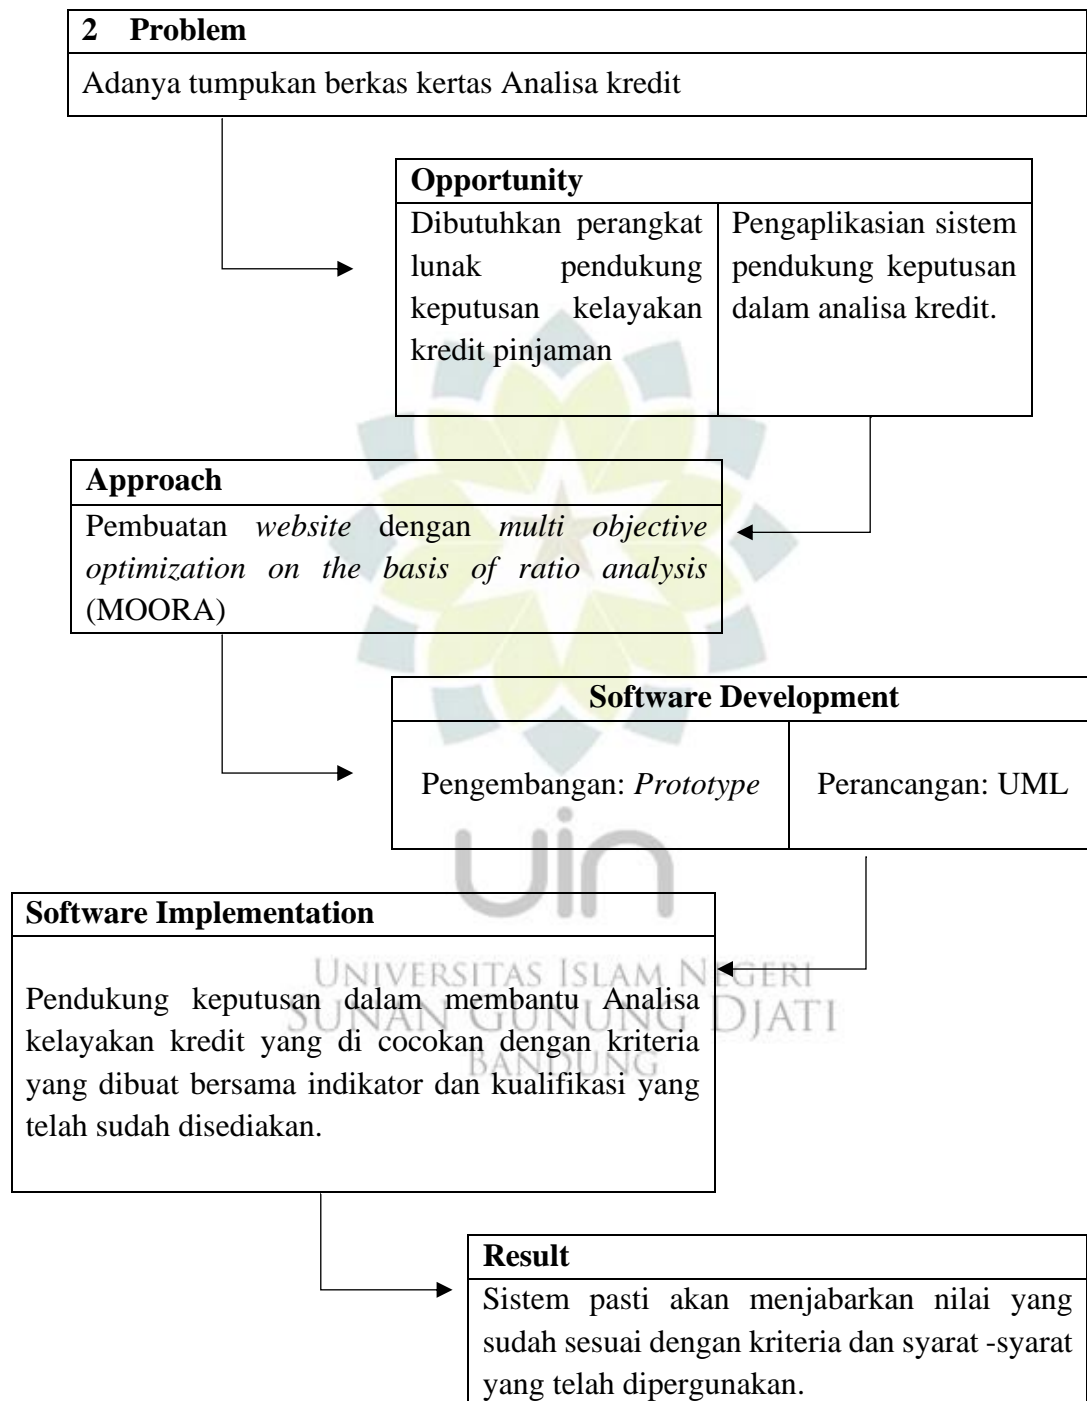 2 Problem
Adanya tumpukan berkas kertas Analisa kredit
Opportunity
Dibutuhkan perangkat
lunak pendukung
keputusan kelayakan
kredit pinjaman
Pengaplikasian sistem
pendukung keputusan
dalam analisa kredit.
Approach
Pembuatan website dengan multi objective
optimization on the basis of ratio analysis
(MOORA)
Software Development
Pengembangan: Prototype
Perancangan: UML
uin
Software Implementation
UNIVERSITAS ISLAM NEGERI
SUNAN GUNUNG DJATI
BANDUNG
Pendukung keputusan dalam membantu Analisa
kelayakan kredit yang di cocokan dengan kriteria
yang dibuat bersama indikator dan kualifikasi yang
telah sudah disediakan.
Result
Sistem pasti akan menjabarkan nilai yang
sudah sesuai dengan kriteria dan syarat -syarat
yang telah dipergunakan.